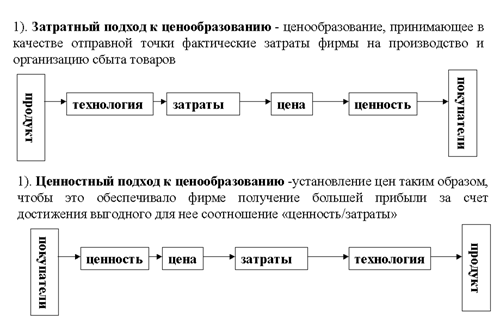 1). Затратный подход к ценообразованию - ценообразование, принимающее в
качестве отправной точки фактические затраты фирмы на производство и
организацию сбыта товаров
продукт
технология
затраты
цена
ценность
покупатели
1). Ценностный подход к ценообразованию -установление цен таким образом,
чтобы это обеспечивало фирме получение большей прибыли за счет
достижения выгодного для нее соотношение «ценность/затраты»
покупатели
ценность
цена
затраты
технология
продукт